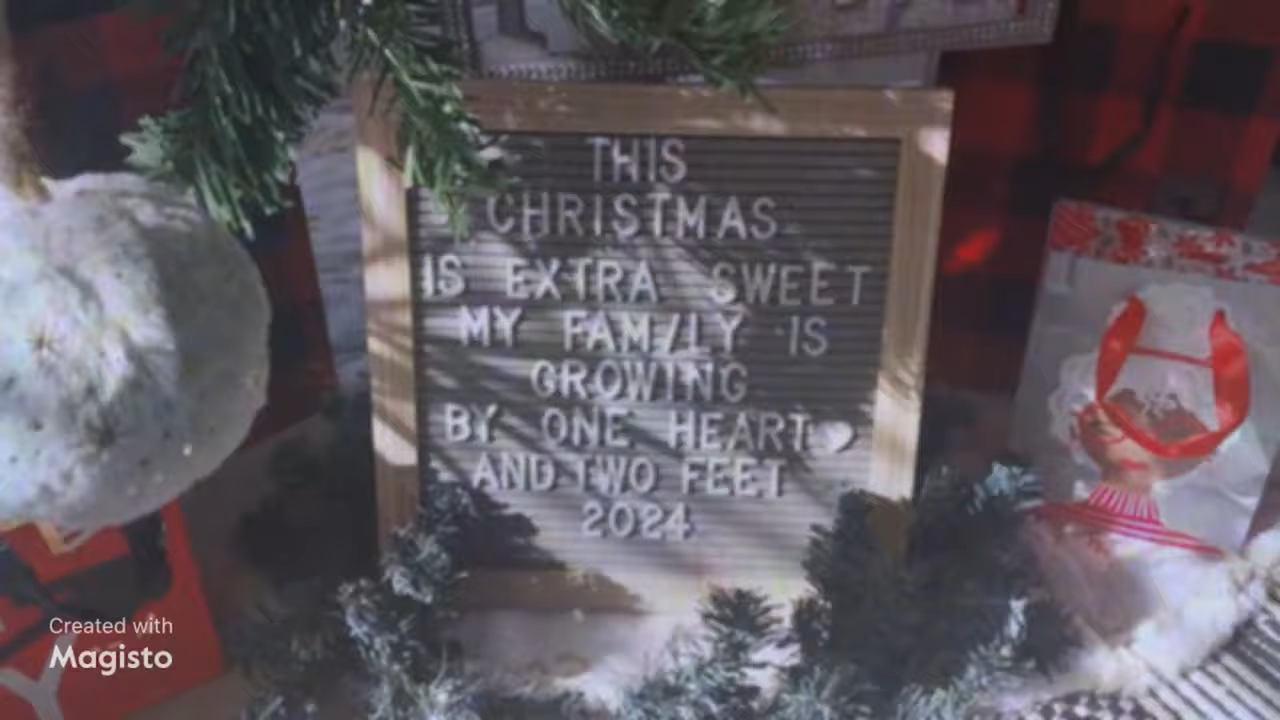 THIS
CHRISTMAS
IS EXTRA SWEET
MY FAMILY IS
GROWING
BY ONE HEART
AND TWO FEET
2024
Created with
Magisto